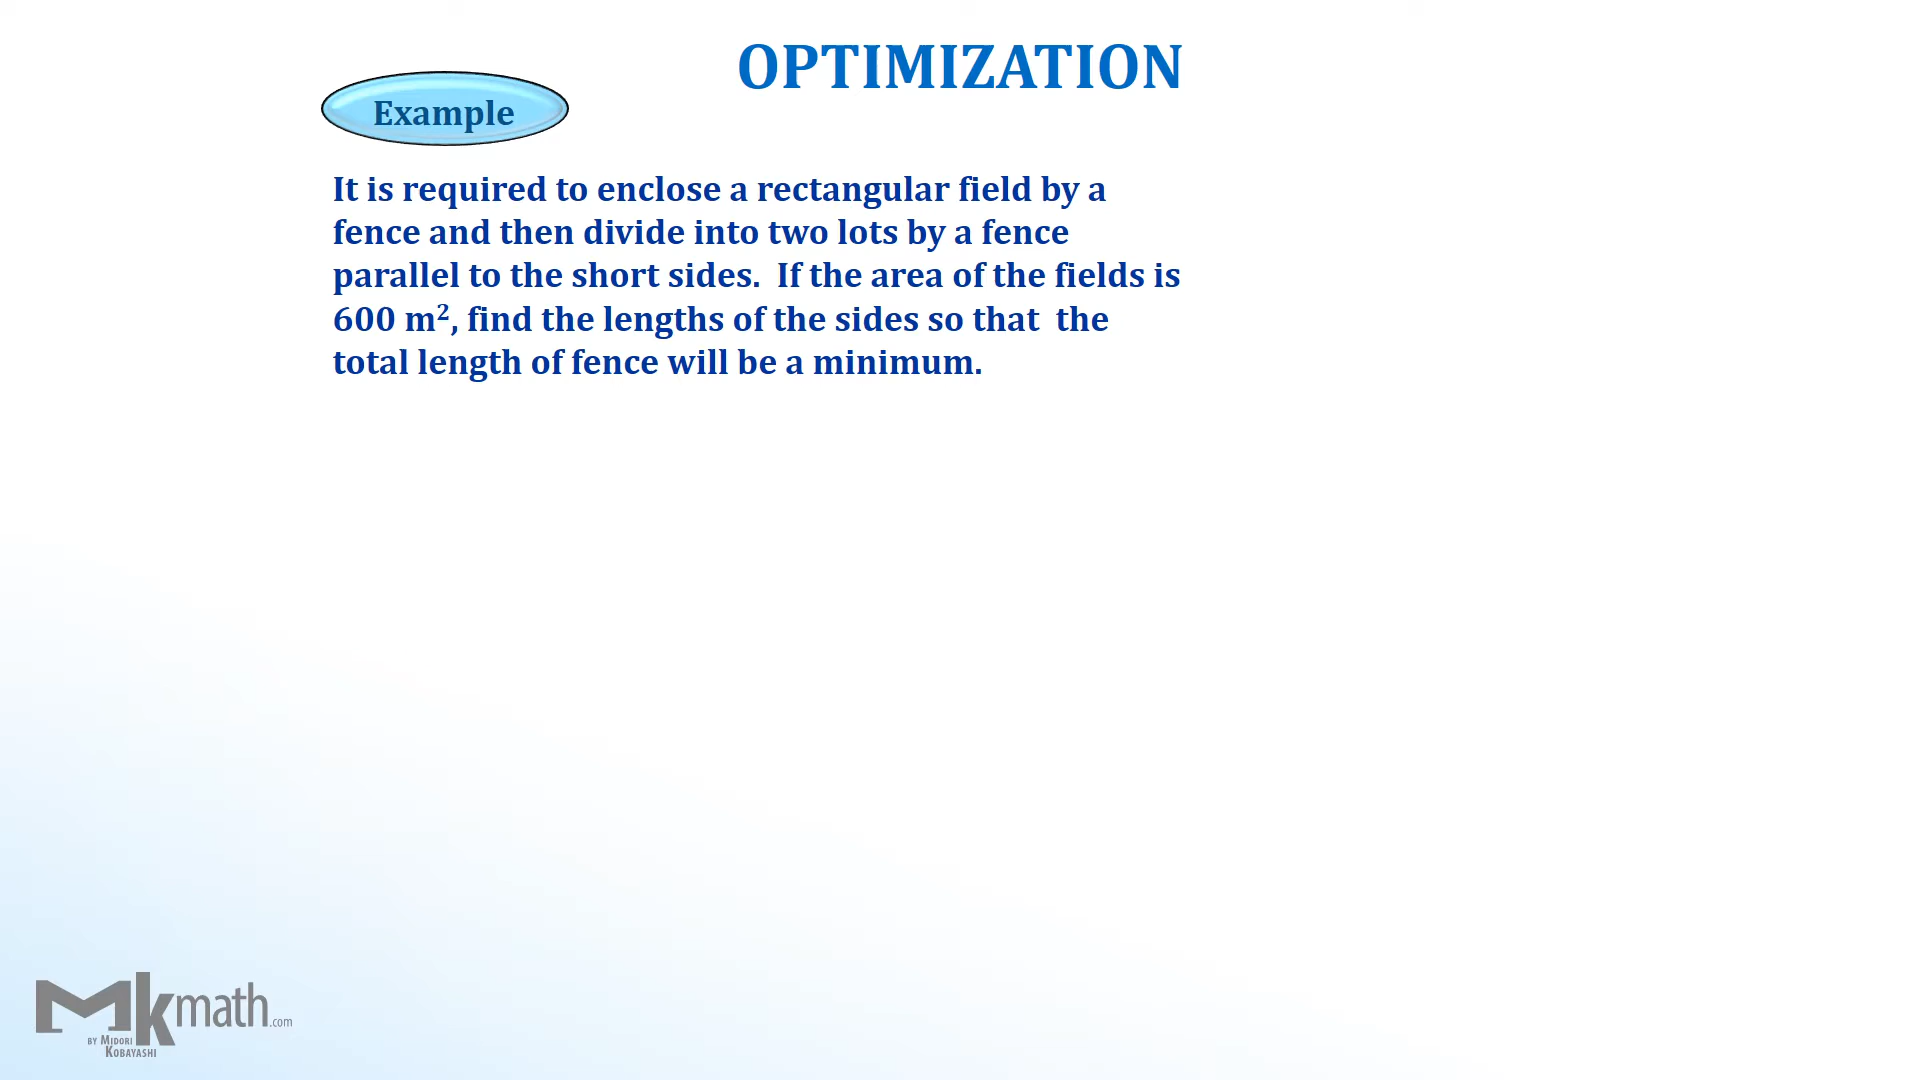 OPTIMIZATION
Example
It is required to enclose a rectangular field by a
fence and then divide into two lots by a fence
parallel to the short sides.  If the area of the fields is
600 m², find the lengths of the sides so that  the
total length of fence will be a minimum.
Mkmath.com
BY MIDORI
KOBAYASHI